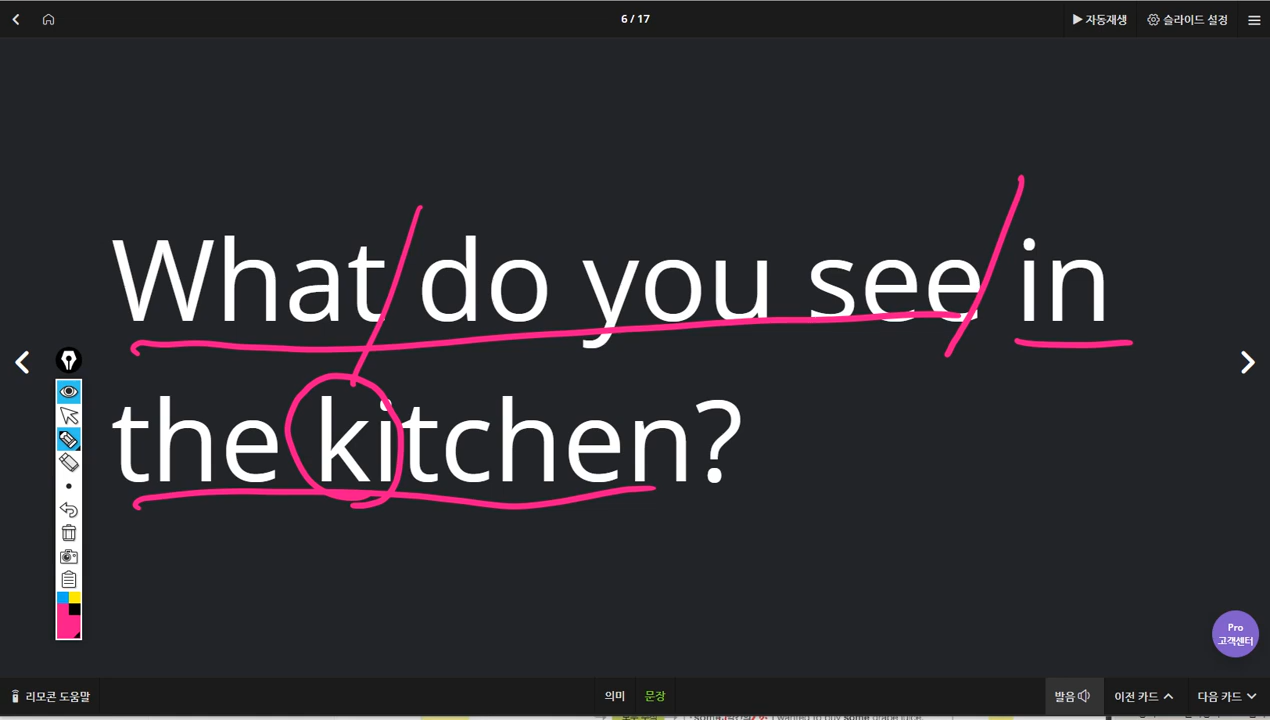 6 / 17
자동재생
슬라이드 설정
What do you see in
the kitchen?
Pro
고객센터
리모콘 도움말
의미
문장
발음
이전 카드
다음 카드